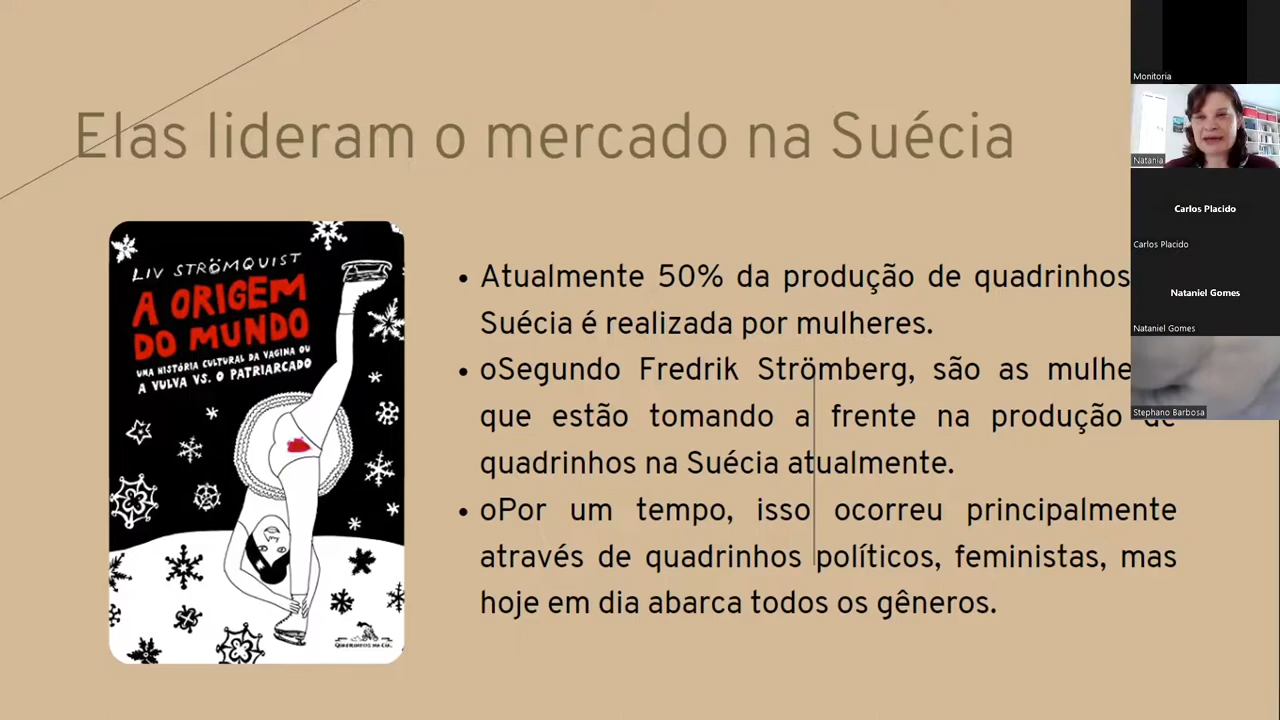 Elas lideram o mercado na Suécia
LIV STRÖMQUIST
A ORIGEM
DO MUNDO
UMA HISTÓRIA CULTURAL DA VAGINA OU
A VULVA VS. O PATRIARCADO
QUADRINHOS NA CIA.
• Atualmente 50% da produção de quadrinhos
Suécia é realizada por mulheres.
• oSegundo Fredrik Strömberg, são as mulhe
que estão tomando a frente na produção de
quadrinhos na Suécia atualmente.
• oPor um tempo, isso ocorreu principalmente
através de quadrinhos políticos, feministas, mas
hoje em dia abarca todos os gêneros.
Monitoria
Natania
Carlos Placido
Carlos Placido
Nataniel Gomes
Nataniel Gomes
Stephano Barbosa